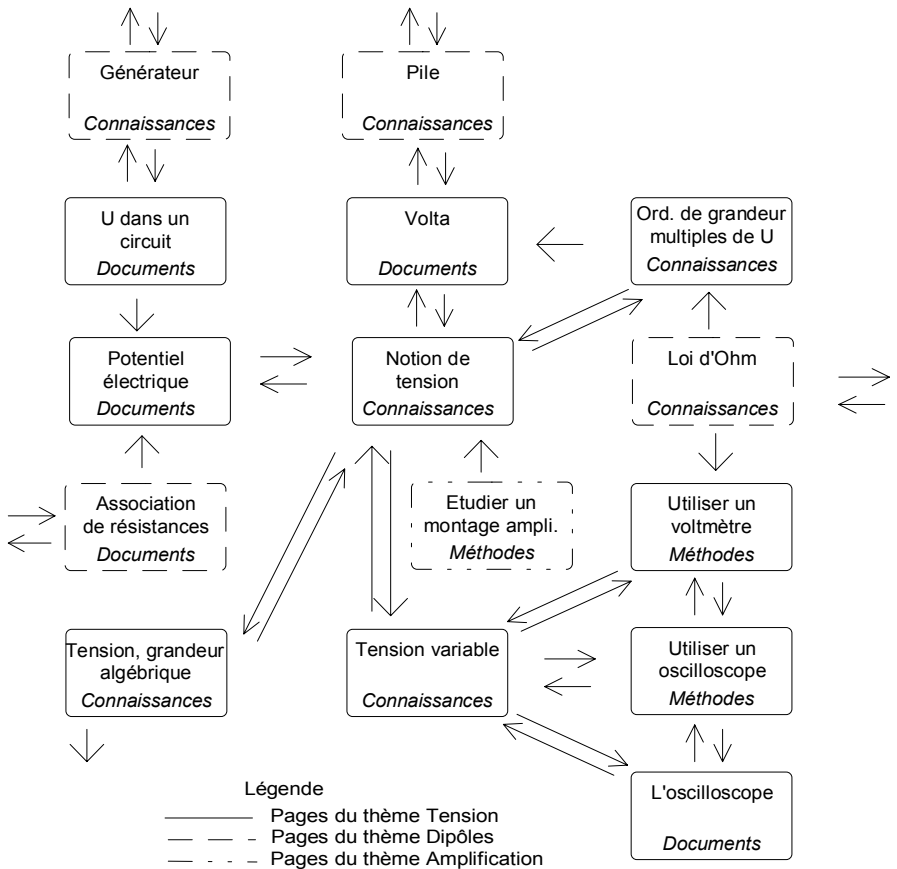 Générateur
Connaissances
Pile
Connaissances
U dans un
circuit
Documents
Volta
Documents
Ord. de grandeur
multiples de U
Connaissances
Potentiel
électrique
Documents
Notion de
tension
Connaissances
Loi d'Ohm
Connaissances
Association
de résistances
Documents
Etudier un
montage ampli.
Méthodes
Utiliser un
voltmètre
Méthodes
Tension, grandeur
algébrique
Connaissances
Tension variable
Connaissances
Utiliser un
oscilloscope
Méthodes
L'oscilloscope
Documents
Légende
Pages du thème Tension
Pages du thème Dipôles
Pages du thème Amplification